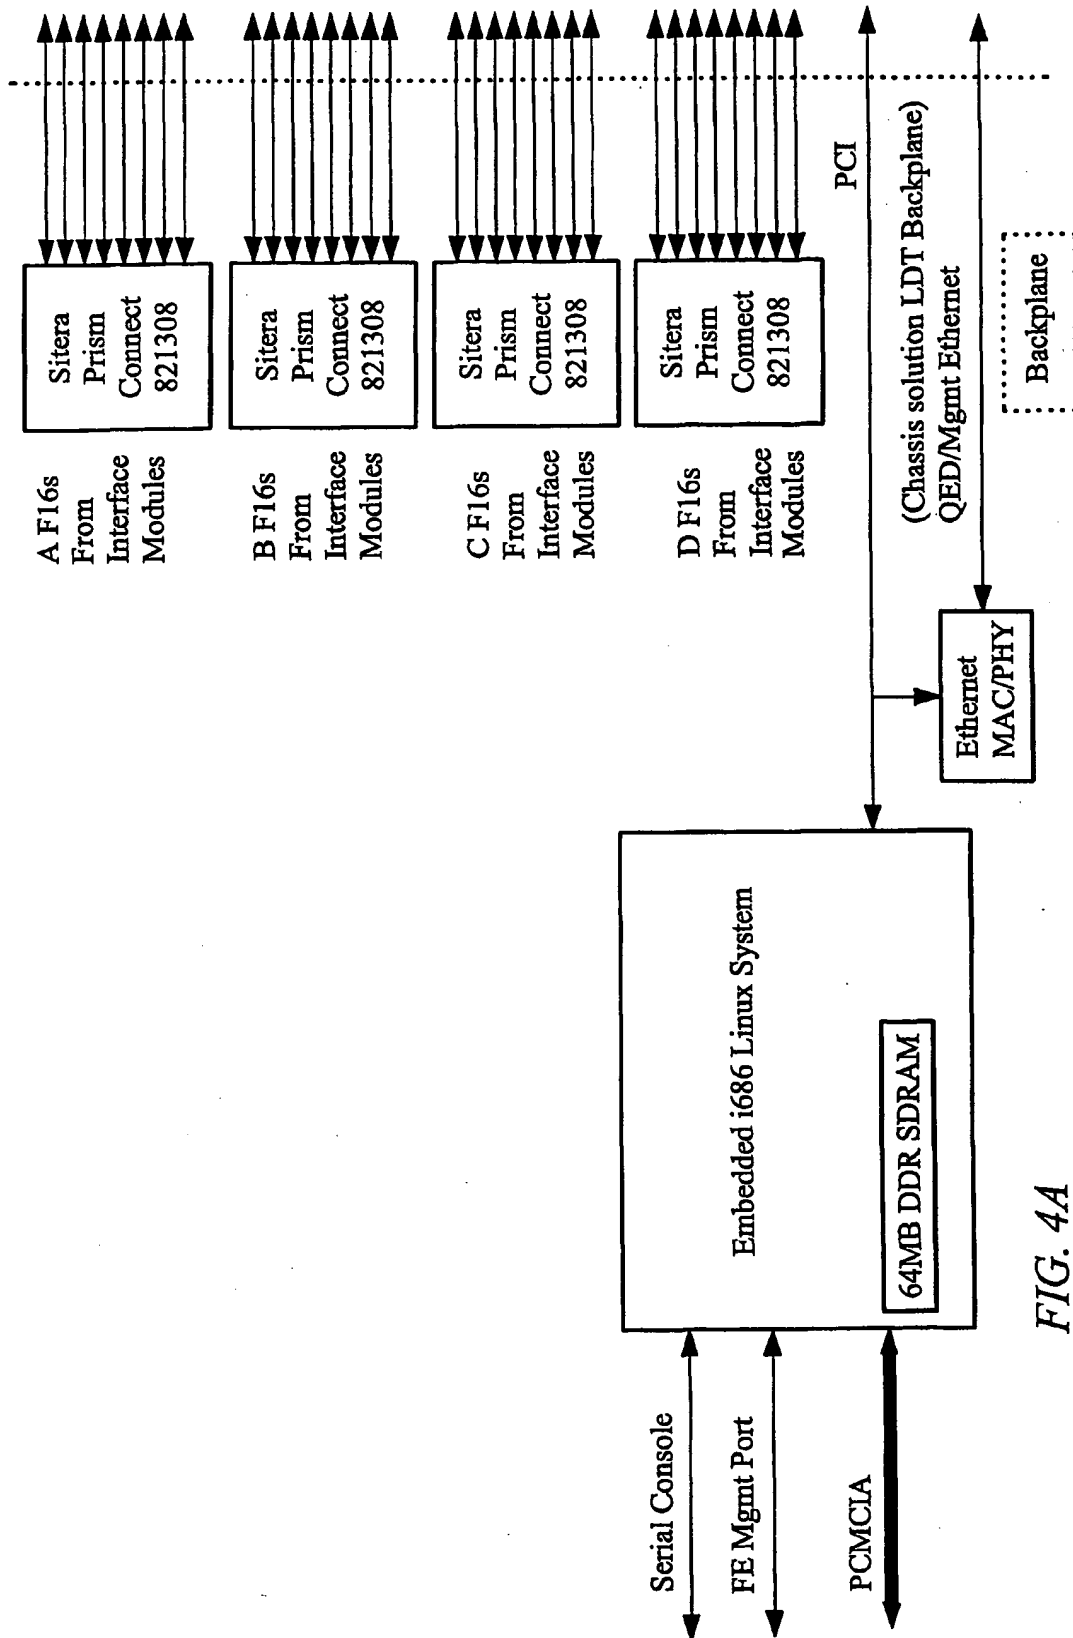 Serial Console
FE Mgmt Port
PCMCIA
Embedded i686 Linux System
64MB DDR SDRAM
Ethernet
MAC/PHY
A F16s
From
Interface
Modules
Sitera
Prism
Connect
821308
B F16s
From
Interface
Modules
Sitera
Prism
Connect
821308
C F16s
From
Interface
Modules
Sitera
Prism
Connect
821308
D F16s
From
Interface
Modules
Sitera
Prism
Connect
821308
PCI
(Chassis solution LDT Backplane)
QED/Mgmt Ethernet
Backplane
FIG. 4A